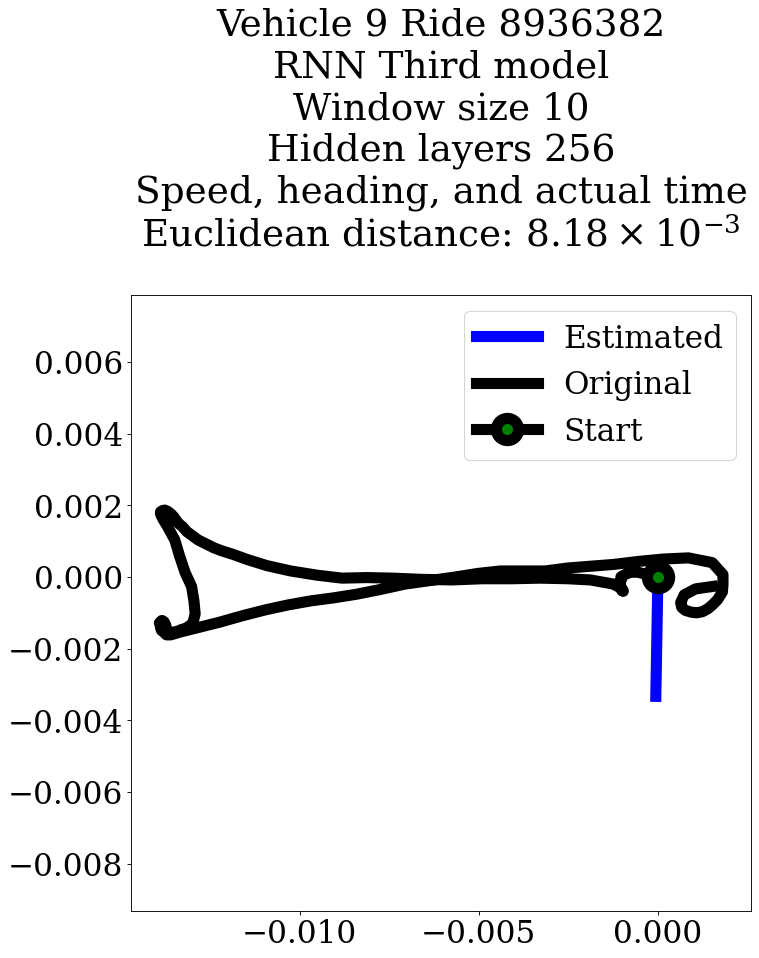 Vehicle 9 Ride 8936382
RNN Third model
Window size 10
Hidden layers 256
Speed, heading, and actual time
Euclidean distance: 8.18 × 10⁻³
Estimated
Original
Start
0.006
0.004
0.002
0.000
−0.002
−0.004
−0.006
−0.008
−0.010 −0.005 0.000